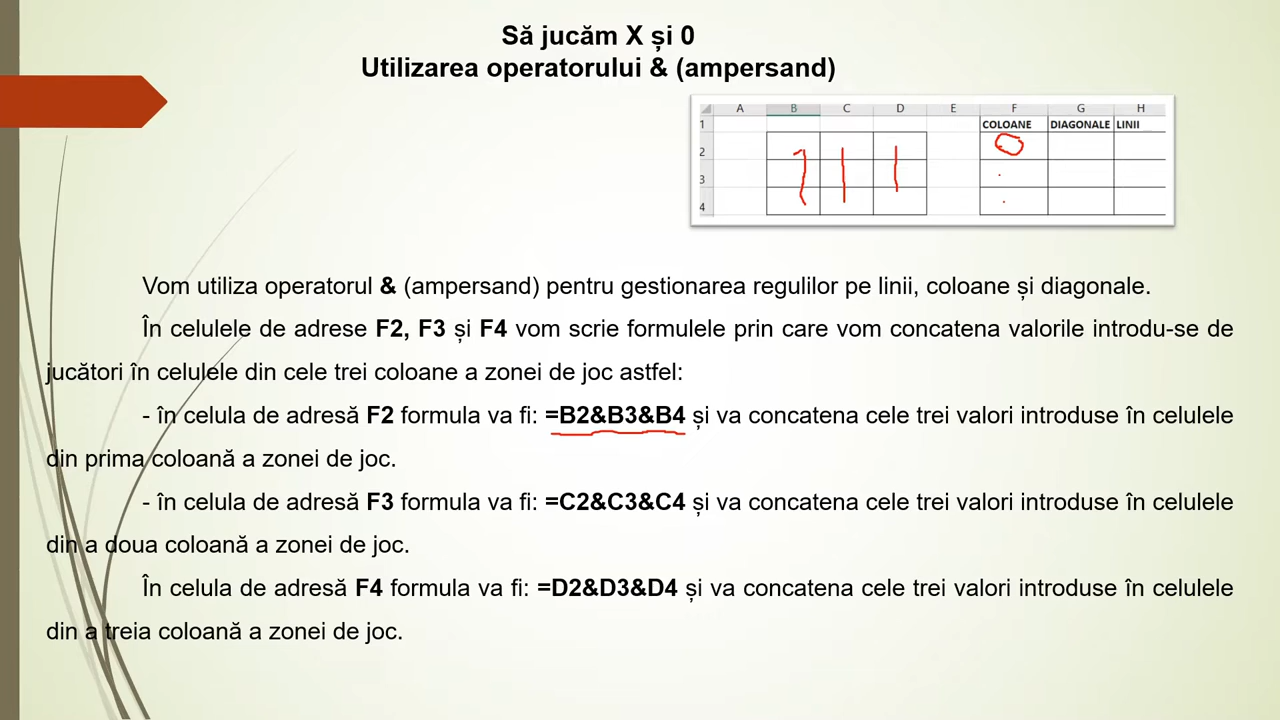 Să jucăm X și 0
Utilizarea operatorului & (ampersand)
A B C D E F G H
1 COLOANE DIAGONALE LINII
2
3
4
Vom utiliza operatorul & (ampersand) pentru gestionarea regulilor pe linii, coloane și diagonale.
În celulele de adrese F2, F3 și F4 vom scrie formulele prin care vom concatena valorile introdu-se de
jucători în celulele din cele trei coloane a zonei de joc astfel:
- în celula de adresă F2 formula va fi: =B2&B3&B4 și va concatena cele trei valori introduse în celulele
din prima coloană a zonei de joc.
- în celula de adresă F3 formula va fi: =C2&C3&C4 și va concatena cele trei valori introduse în celulele
din a doua coloană a zonei de joc.
În celula de adresă F4 formula va fi: =D2&D3&D4 și va concatena cele trei valori introduse în celulele
din a treia coloană a zonei de joc.